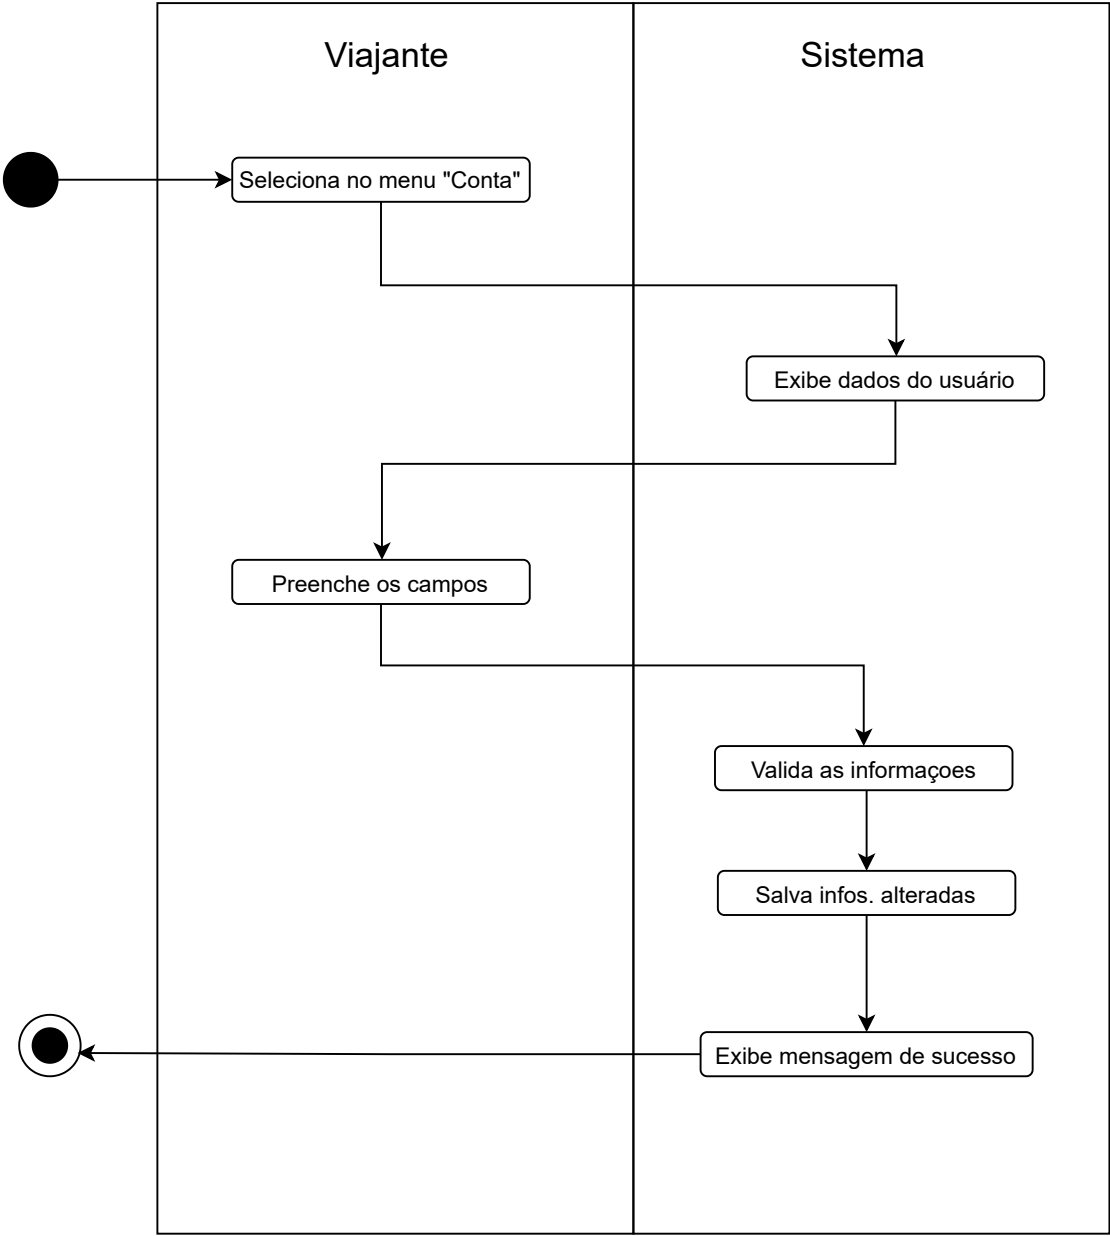 Viajante
Sistema
Seleciona no menu "Conta"
Exibe dados do usuário
Preenche os campos
Valida as informaçoes
Salva infos. alteradas
Exibe mensagem de sucesso